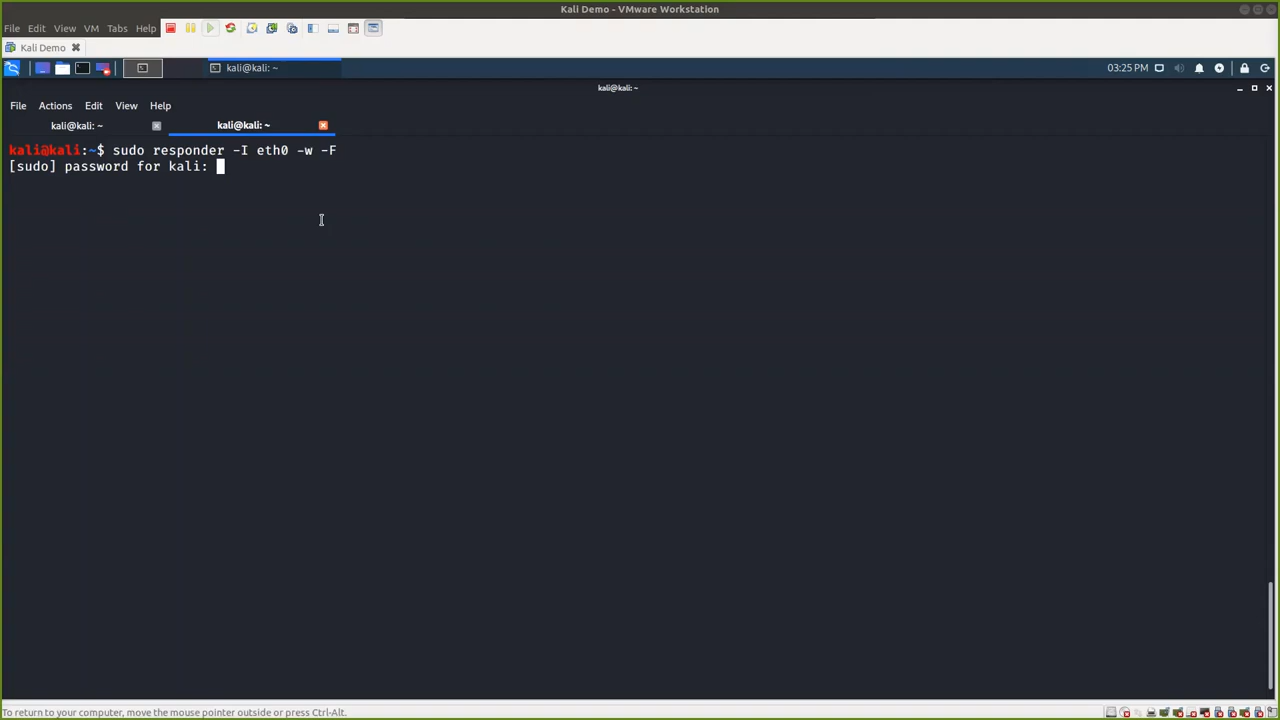 Kali Demo - VMware Workstation
File Edit View VM Tabs Help
Kali Demo
kali@kali: ~
03:25 PM
kali@kali: ~
File Actions Edit View Help
kali@kali: ~ kali@kali: ~
kali@kali:~$ sudo responder -I eth0 -w -F
[sudo] password for kali:
To return to your computer, move the mouse pointer outside or press Ctrl-Alt.